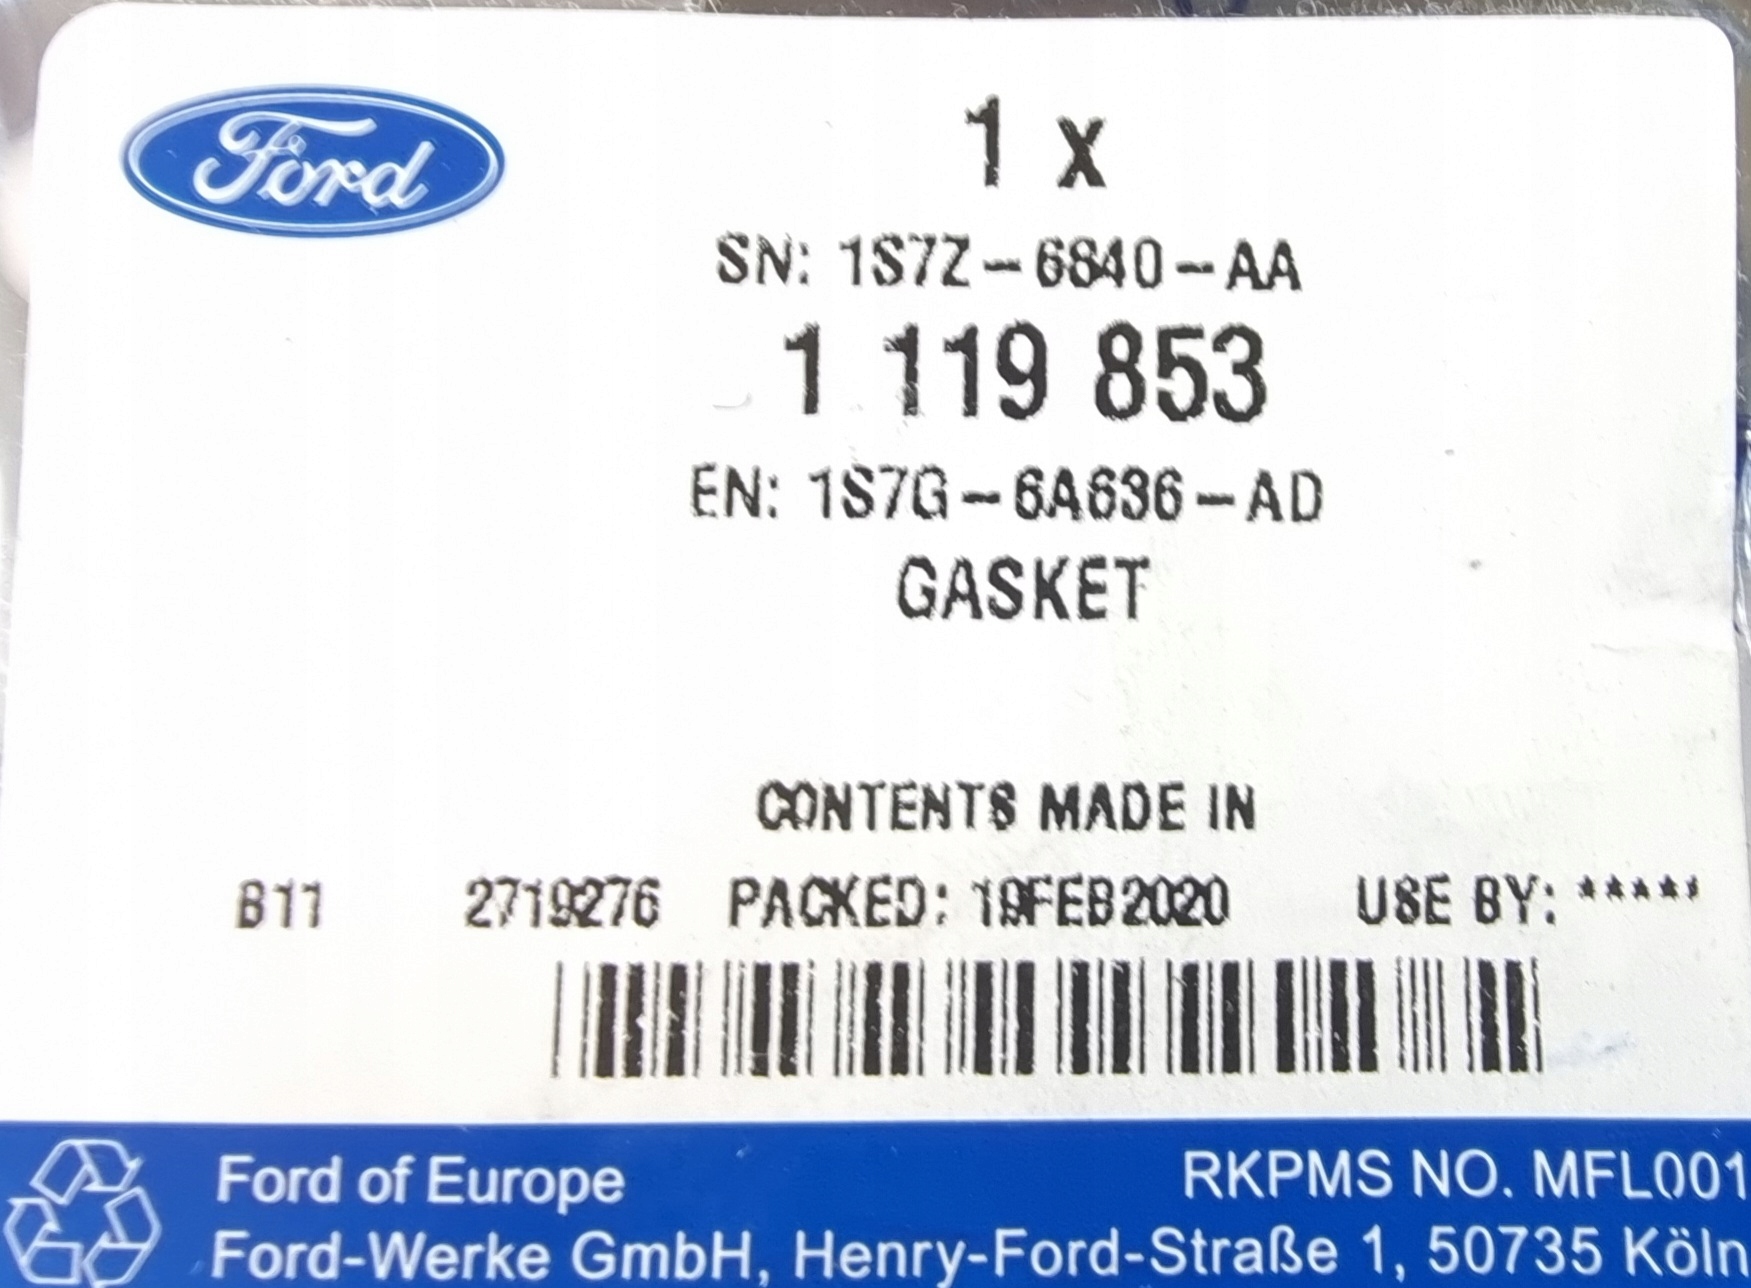 Ford
1 x
SN: 1S7Z-6840-AA
1 119 853
EN: 1S7G-6A636-AD
GASKET
CONTENTS MADE IN
B11 2719276 PACKED: 19FEB2020 USE BY: *****
Ford of Europe RKPMS NO. MFL001
Ford-Werke GmbH, Henry-Ford-Straße 1, 50735 Köln